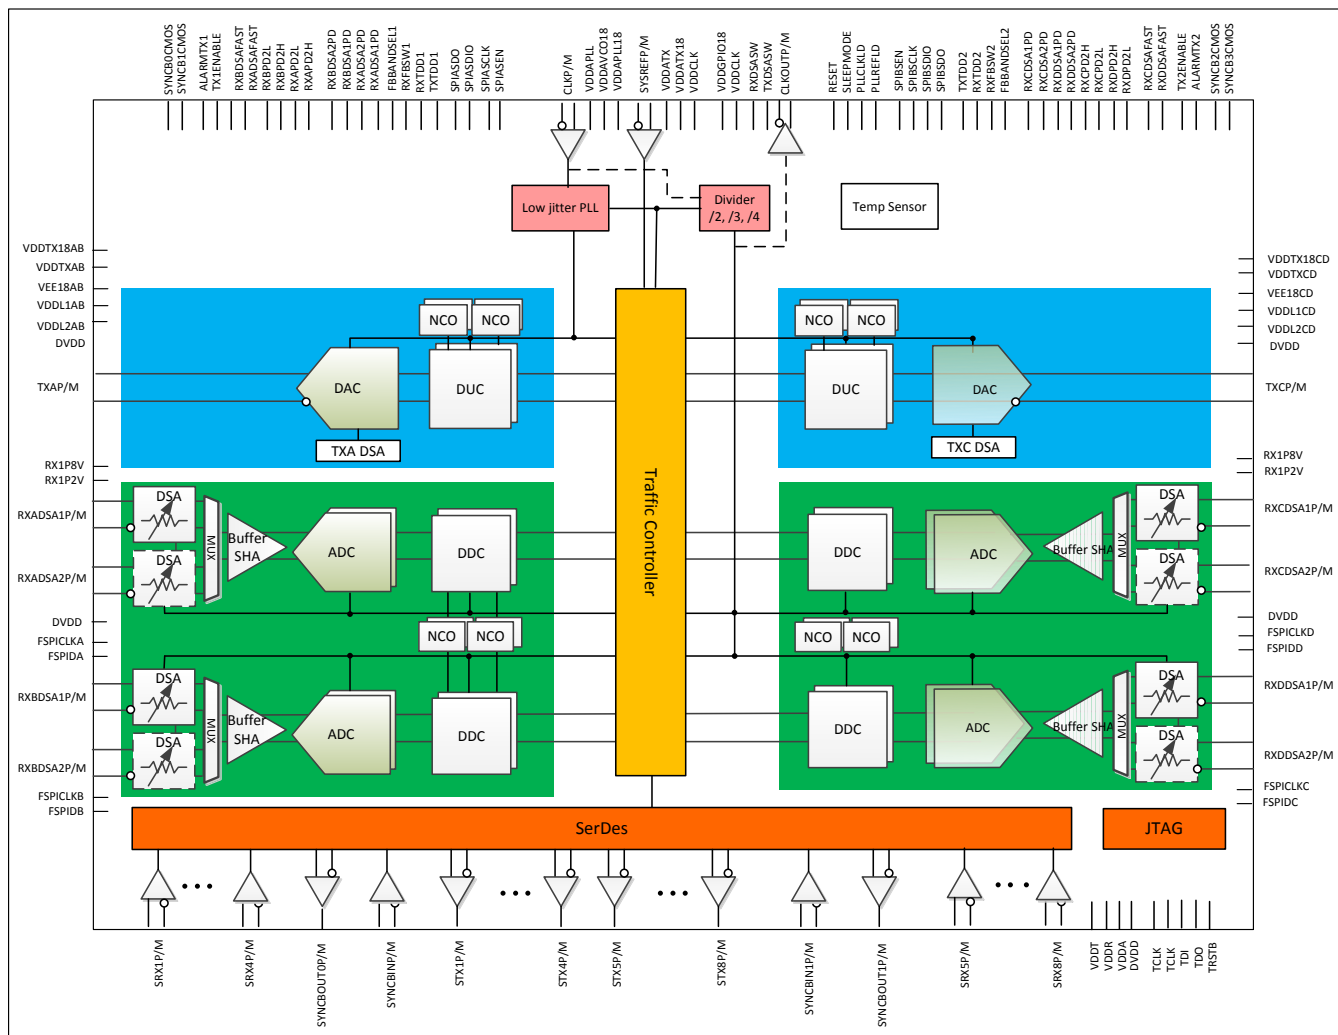 SYNCB0CMOS
SYNCB1CMOS
ALARMTX1
TX1ENABLE
RXBDSAFAST
RXADSAFAST
RXBPD2L
RXBPD2H
RXAPD2L
RXAPD2H
RXBDSA2PD
RXBDSA1PD
RXADSA2PD
RXADSA1PD
FBBANDSEL1
RXFBSW1
RXTDD1
TXTDD1
SPIASDO
SPIASDIO
SPIASCLK
SPIASEN
CLKP/M
VDDAPLL
VDDAVCO18
VDDAPLL18
SYSREFP/M
VDDATX
VDDATX18
VDDCLK
VDDGPIO18
VDDCLK
RXDSASW
TXDSASW
CLKOUTP/M
RESET
SLEEPMODE
PLLCLKLD
PLLREFLD
SPIBSEN
SPIBSCLK
SPIBSDIO
SPIBSDO
TXTDD2
RXTDD2
RXFBSW2
FBBANDSEL2
RXCDSA1PD
RXCDSA2PD
RXDDSA1PD
RXDDSA2PD
RXCPD2H
RXCPD2L
RXDPD2H
RXDPD2L
RXCDSAFAST
RXDDSAFAST
TX2ENABLE
ALARMTX2
SYNCB2CMOS
SYNCB3CMOS
Low jitter PLL
Divider
/2, /3, /4
Temp Sensor
VDDTX18AB
VDDTXAB
VEE18AB
VDDL1AB
VDDL2AB
DVDD
TXAP/M
RX1P8V
RX1P2V
RXADSA1P/M
RXADSA2P/M
DVDD
FSPICLKA
FSPIDA
RXBDSA1P/M
RXBDSA2P/M
FSPICLKB
FSPIDB
NCO
NCO
DAC
DUC
TXA DSA
NCO
NCO
DUC
DAC
TXC DSA
Traffic Controller
DSA
DSA
MUX
Buffer
SHA
ADC
DDC
NCO
NCO
DSA
DSA
MUX
Buffer
SHA
ADC
DDC
DDC
ADC
Buffer SHA
MUX
DSA
DSA
NCO
NCO
DDC
ADC
Buffer SHA
MUX
DSA
DSA
VDDTX18CD
VDDTXCD
VEE18CD
VDDL1CD
VDDL2CD
DVDD
TXCP/M
RX1P8V
RX1P2V
RXCDSA1P/M
RXCDSA2P/M
DVDD
FSPICLKD
FSPIDD
RXDDSA1P/M
RXDDSA2P/M
FSPICLKC
FSPIDC
SerDes
JTAG
SRX1P/M
SRX4P/M
SYNCBOUT0P/M
SYNCBINP/M
STX1P/M
STX4P/M
STX5P/M
STX8P/M
SYNCBIN1P/M
SYNCBOUT1P/M
SRX5P/M
SRX8P/M
VDDT
VDDR
VDDA
DVDD
TCLK
TCLK
TDI
TDO
TRSTB